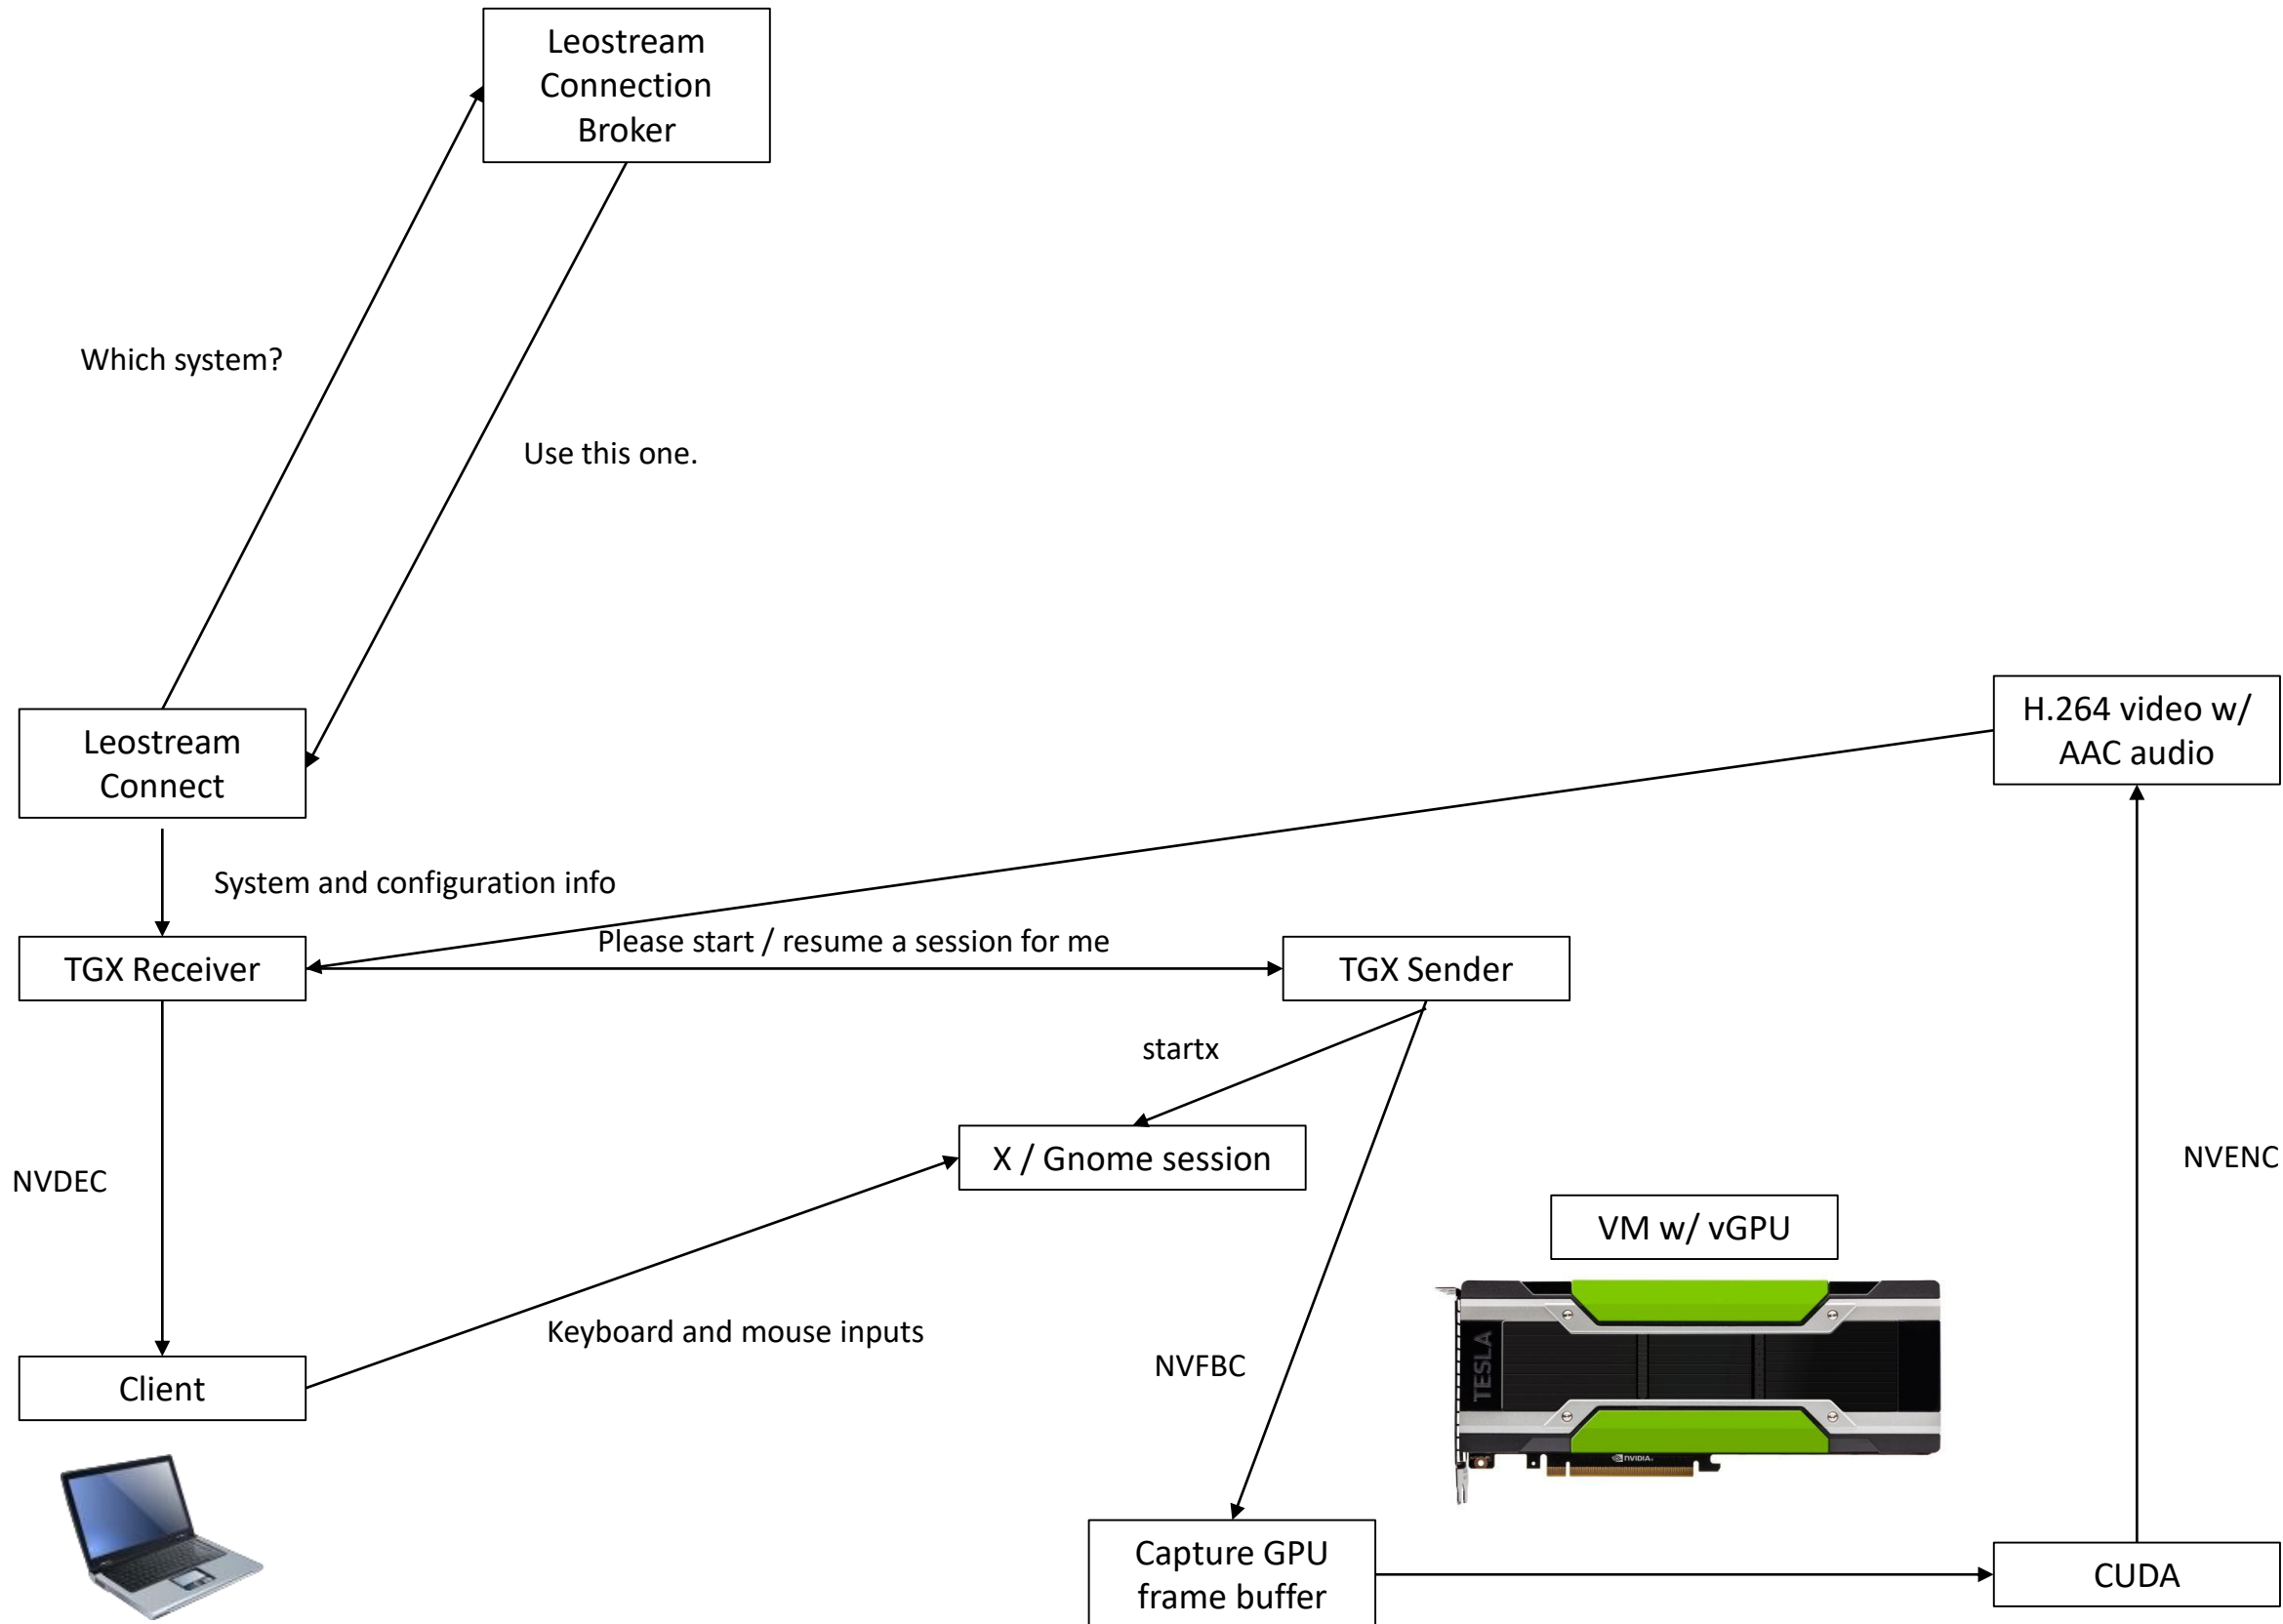 Leostream
Connection
Broker
Which system?
Use this one.
Leostream
Connect
H.264 video w/
AAC audio
System and configuration info
Please start / resume a session for me
TGX Receiver
TGX Sender
startx
X / Gnome session
NVDEC
NVENC
VM w/ vGPU
TESLA
Keyboard and mouse inputs
NVFBC
Client
NVIDIA.
Capture GPU
frame buffer
CUDA